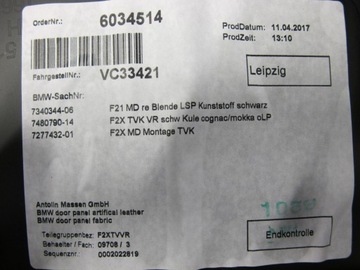 OrderNr.: 6034514 ProdDatum: 11.04.2017
ProdZeit: 13:10
FahrgestellNr.: VC33421 Leipzig
BMW-SachNr:
7340344-06 F21 MD re Blende LSP Kunststoff schwarz
7480790-14 F2X TVK VR schw Kule cognac/mokka oLP
7277432-01 F2X MD Montage TVK
Antolin Massen GmbH
BMW door panel artifical leather
BMW door panel fabric
Teilegruppenbez: F2XTVVR
Behaelter / Fach: 09708 / 3
Sequenznr: 0002022819
Endkontrolle